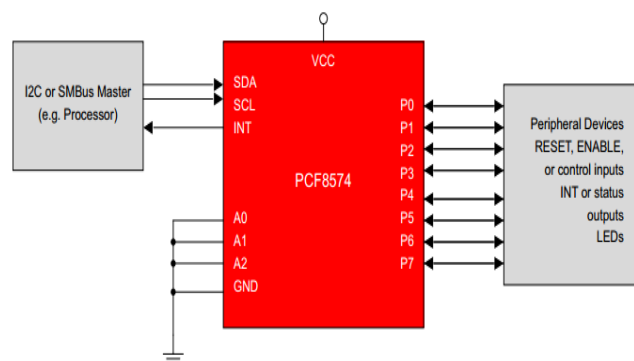 I2C or SMBus Master
(e.g. Processor)
VCC
SDA
SCL
INT
PCF8574
A0
A1
A2
GND
P0
P1
P2
P3
P4
P5
P6
P7
Peripheral Devices
RESET, ENABLE,
or control inputs
INT or status
outputs
LEDs